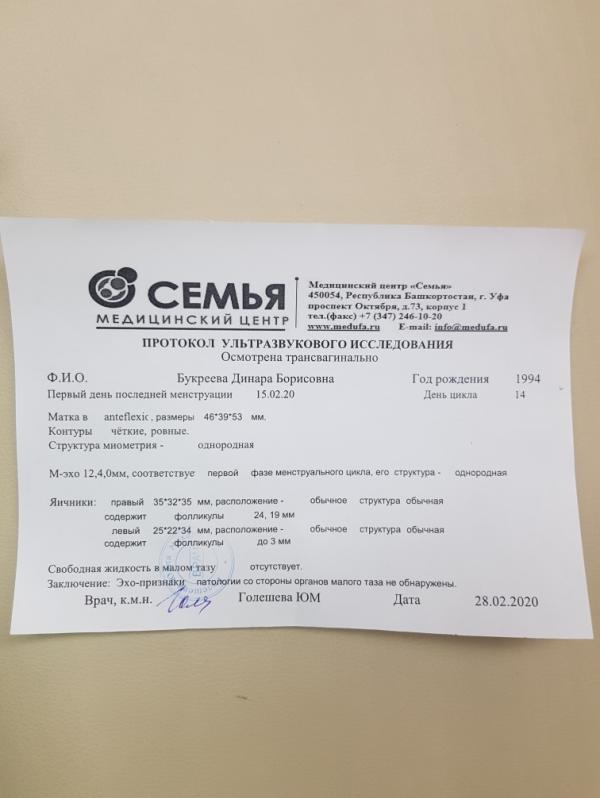 СЕМЬЯ
МЕДИЦИНСКИЙ ЦЕНТР
Медицинский центр «Семья»
450054, Республика Башкортостан, г. Уфа
проспект Октября, д.73, корпус 1
тел.(факс) +7 (347) 246-10-20
www.medufa.ru E-mail: info@medufa.ru
ПРОТОКОЛ УЛЬТРАЗВУКОВОГО ИССЛЕДОВАНИЯ
Осмотрена трансвагинально
Ф.И.О. Букреева Динара Борисовна Год рождения 1994
Первый день последней менструации 15.02.20 День цикла 14
Матка в anteflexio, размеры 46*39*53 мм.
Контуры чёткие, ровные.
Структура миометрия - однородная
М-эхо 12,4,0мм, соответствуе первой фазе менструального цикла, его структура - однородная
Яичники: правый 35*32*35 мм, расположение - обычное структура обычная
содержит фолликулы 24, 19 мм
левый 25*22*34 мм, расположение - обычное структура обычная
содержит фолликулы до 3 мм
Свободная жидкость в малом тазу отсутствует.
Заключение: Эхо-признаки патологии со стороны органов малого таза не обнаружены.
Врач, к.м.н. Голешева ЮМ Дата 28.02.2020